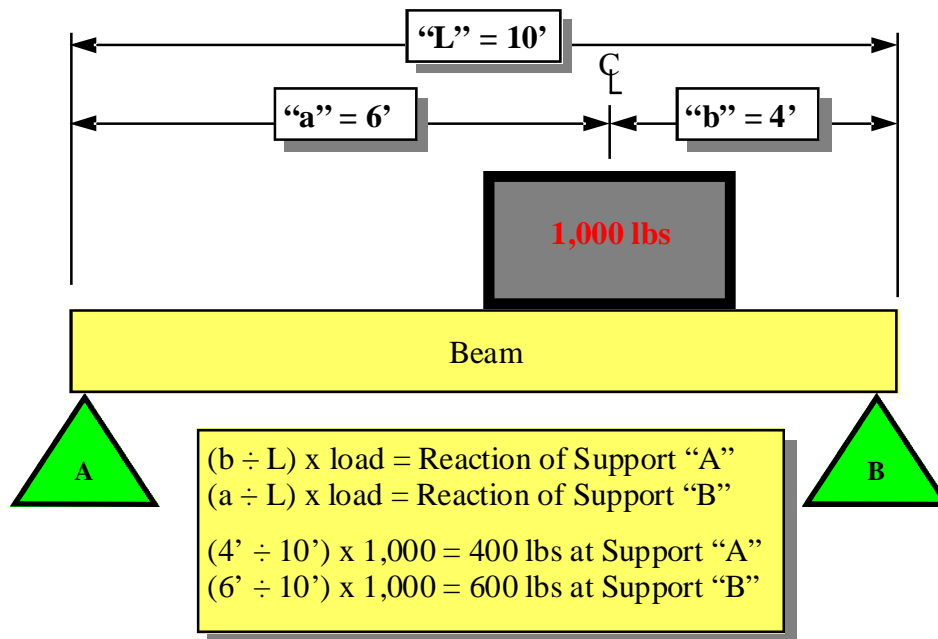 “L” = 10’
℄
“a” = 6’
“b” = 4’
1,000 lbs
Beam
A
B
(b ÷ L) x load = Reaction of Support “A”
(a ÷ L) x load = Reaction of Support “B”
(4’ ÷ 10’) x 1,000 = 400 lbs at Support “A”
(6’ ÷ 10’) x 1,000 = 600 lbs at Support “B”